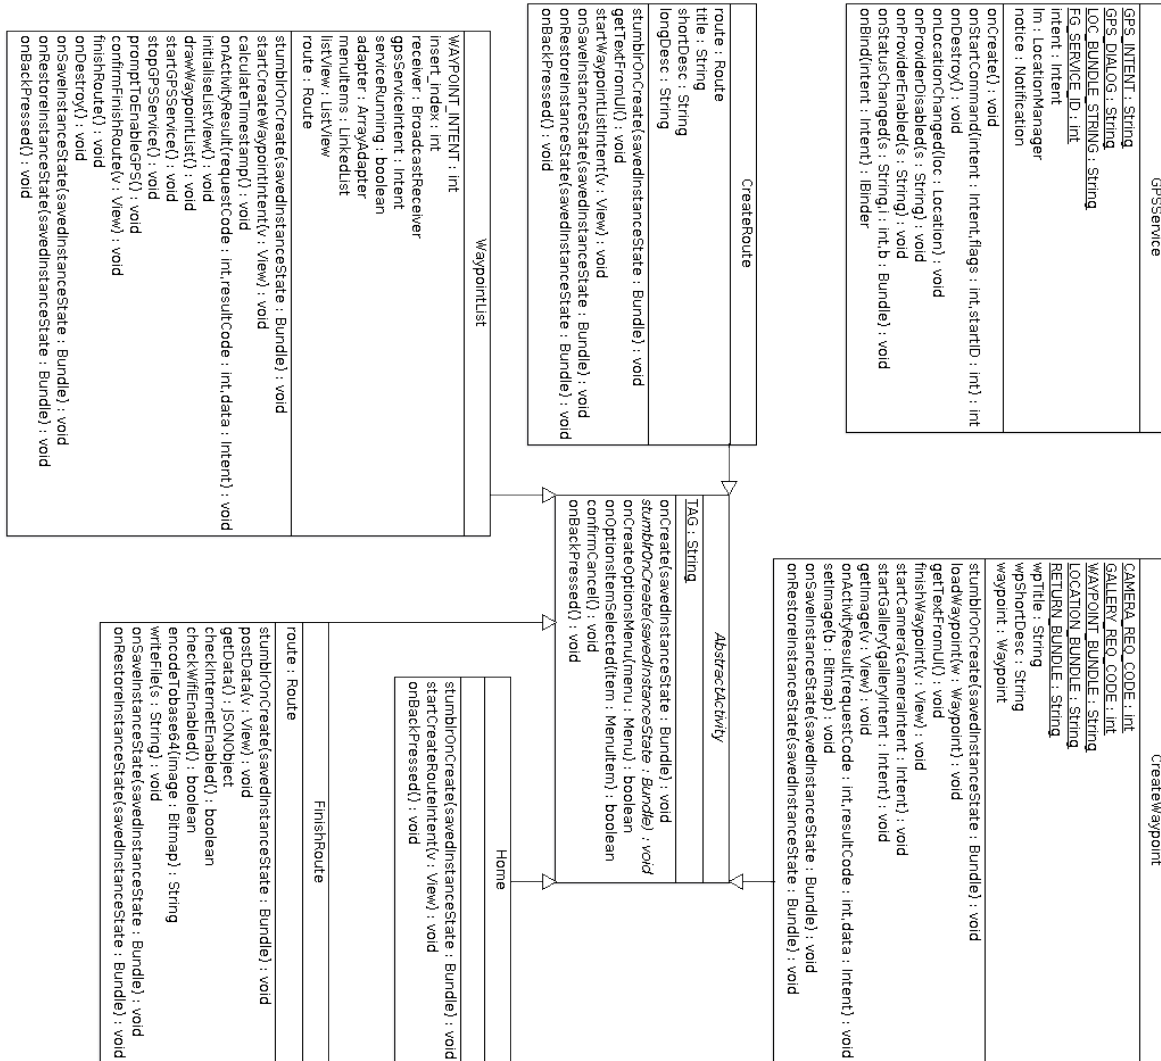 GPSService
GPS_INTENT : String
GPS_DIALOG : String
LOC_BUNDLE_STRING : String
FG_SERVICE_ID : int
intent : Intent
lm : LocationManager
notice : Notification
onCreate() : void
onStartCommand(intent : Intent,flags : int,startID : int) : int
onDestroy() : void
onLocationChanged(loc : Location) : void
onProviderDisabled(s : String) : void
onProviderEnabled(s : String) : void
onStatusChanged(s : String,i : int,b : Bundle) : void
onBind(intent : Intent) : IBinder
CreateWaypoint
CAMERA_REQ_CODE : int
GALLERY_REQ_CODE : int
WAYPOINT_BUNDLE : String
LOCATION_BUNDLE : String
RETURN_BUNDLE : String
wpTitle : String
wpShortDesc : String
waypoint : Waypoint
stumblrOnCreate(savedInstanceState : Bundle) : void
loadWaypoint(w : Waypoint) : void
getTextFromUI() : void
finishWaypoint(v : View) : void
startCamera(cameraIntent : Intent) : void
startGallery(galleryIntent : Intent) : void
getImage(v : View) : void
onActivityResult(requestCode : int,resultCode : int,data : Intent) : void
setImage(b : Bitmap) : void
onSaveInstanceState(savedInstanceState : Bundle) : void
onRestoreInstanceState(savedInstanceState : Bundle) : void
CreateRoute
route : Route
title : String
shortDesc : String
longDesc : String
stumblrOnCreate(savedInstanceState : Bundle) : void
getTextFromUI() : void
startWaypointListIntent(v : View) : void
onSaveInstanceState(savedInstanceState : Bundle) : void
onRestoreInstanceState(savedInstanceState : Bundle) : void
onBackPressed() : void
AbstractActivity
TAG : String
onCreate(savedInstanceState : Bundle) : void
stumblrOnCreate(savedInstanceState : Bundle) : void
onCreateOptionsMenu(menu : Menu) : boolean
onOptionsItemSelected(item : MenuItem) : boolean
confirmCancel() : void
onBackPressed() : void
Home
stumblrOnCreate(savedInstanceState : Bundle) : void
startCreateRouteIntent(v : View) : void
onBackPressed() : void
WaypointList
WAYPOINT_INTENT : int
insert_index : int
receiver : BroadcastReceiver
gpsServiceIntent : Intent
serviceRunning : boolean
adapter : ArrayAdapter
menuItems : LinkedList
listView : ListView
route : Route
stumblrOnCreate(savedInstanceState : Bundle) : void
startCreateWaypointIntent(v : View) : void
calculateTimestamp() : void
onActivityResult(requestCode : int,resultCode : int,data : Intent) : void
initialiseListView() : void
drawWaypointList() : void
startGPSService() : void
stopGPSService() : void
promptToEnableGPS() : void
confirmFinishRoute(v : View) : void
finishRoute() : void
onDestroy() : void
onSaveInstanceState(savedInstanceState : Bundle) : void
onRestoreInstanceState(savedInstanceState : Bundle) : void
onBackPressed() : void
FinishRoute
route : Route
stumblrOnCreate(savedInstanceState : Bundle) : void
postData(v : View) : void
getData() : JSONObject
checkInternetEnabled() : boolean
checkWifiEnabled() : boolean
encodeTobase64(image : Bitmap) : String
writeFile(s : String) : void
onSaveInstanceState(savedInstanceState : Bundle) : void
onRestoreInstanceState(savedInstanceState : Bundle) : void